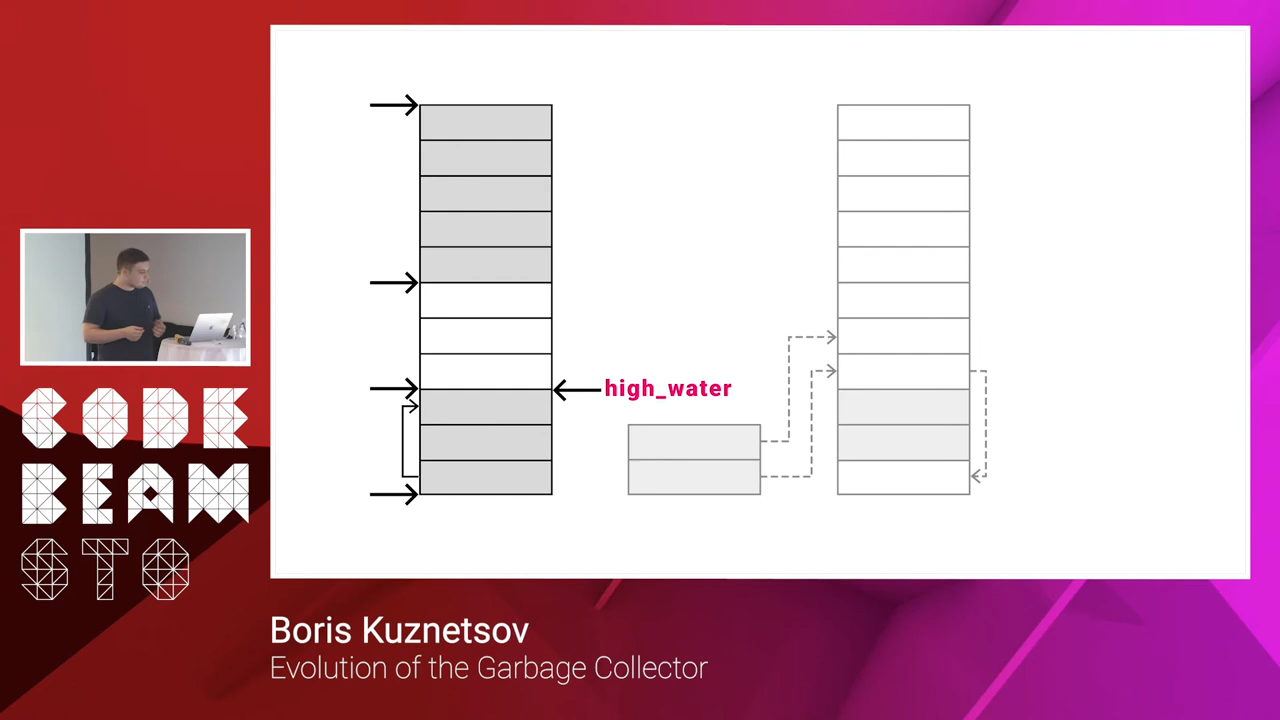 high_water
CODE
BEAM
STO
Boris Kuznetsov
Evolution of the Garbage Collector